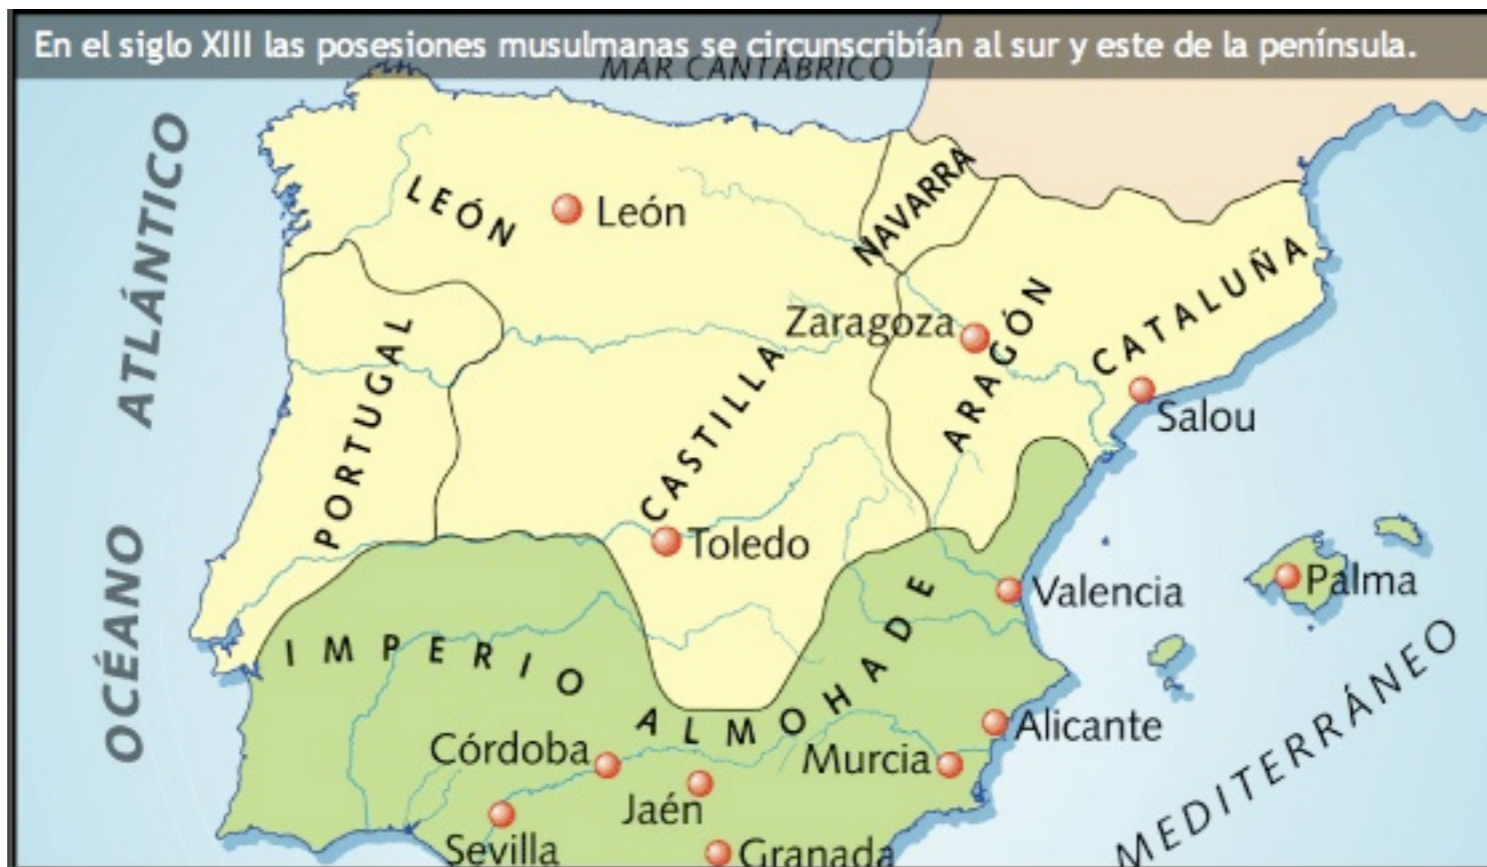 En el siglo XIII las posesiones musulmanas se circunscribían al sur y este de la península.
MAR CANTÁBRICO
OCÉANO ATLÁNTICO
LEÓN
León
NAVARRA
PORTUGAL
CASTILLA
Zaragoza
ARAGÓN
CATALUÑA
Salou
Toledo
Valencia
Palma
IMPERIO ALMOHADE
Córdoba
Jaén
Murcia
Alicante
Sevilla
Granada
MEDITERRÁNEO